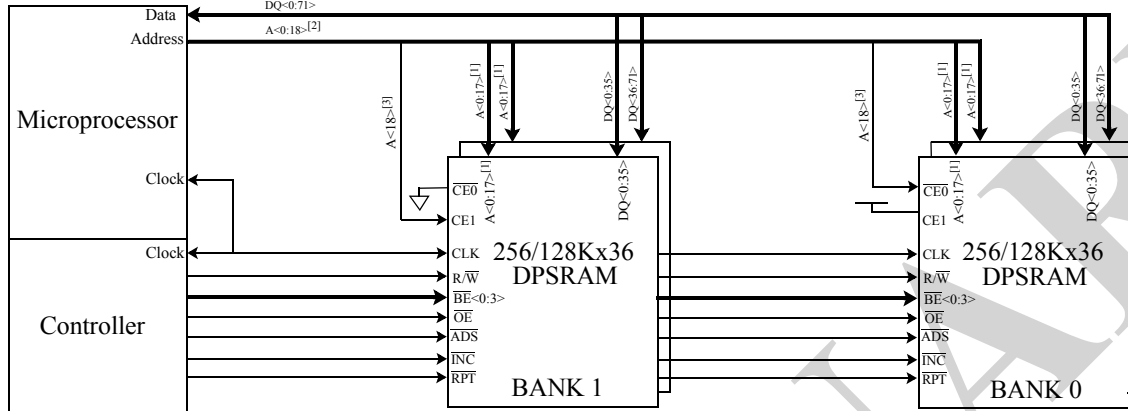 DQ<0:71>
Data
A<0:18>[2]
Address
A<18>[3]
A<0:17>[1]
A<0:17>[1]
DQ<0:35>
DQ<36:71>
A<18>[3]
A<0:17>[1]
A<0:17>[1]
DQ<0:35>
DQ<36:71>
Microprocessor
Clock
Clock
Controller
A<0:17>[1]
DQ<0:35>
CE0
CE1
CLK
R/W
BE<0:3>
OE
ADS
INC
RPT
256/128Kx36
DPSRAM
BANK 1
A<0:17>[1]
DQ<0:35>
CE0
CE1
CLK
R/W
BE<0:3>
OE
ADS
INC
RPT
256/128Kx36
DPSRAM
BANK 0